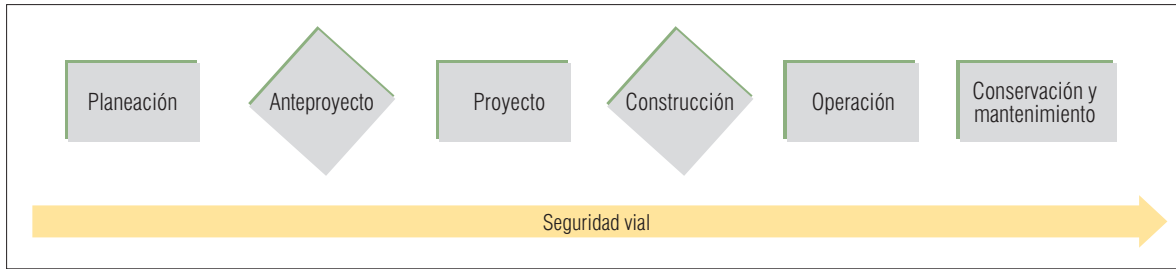 Planeación
Anteproyecto
Proyecto
Construcción
Operación
Conservación y
mantenimiento
Seguridad vial